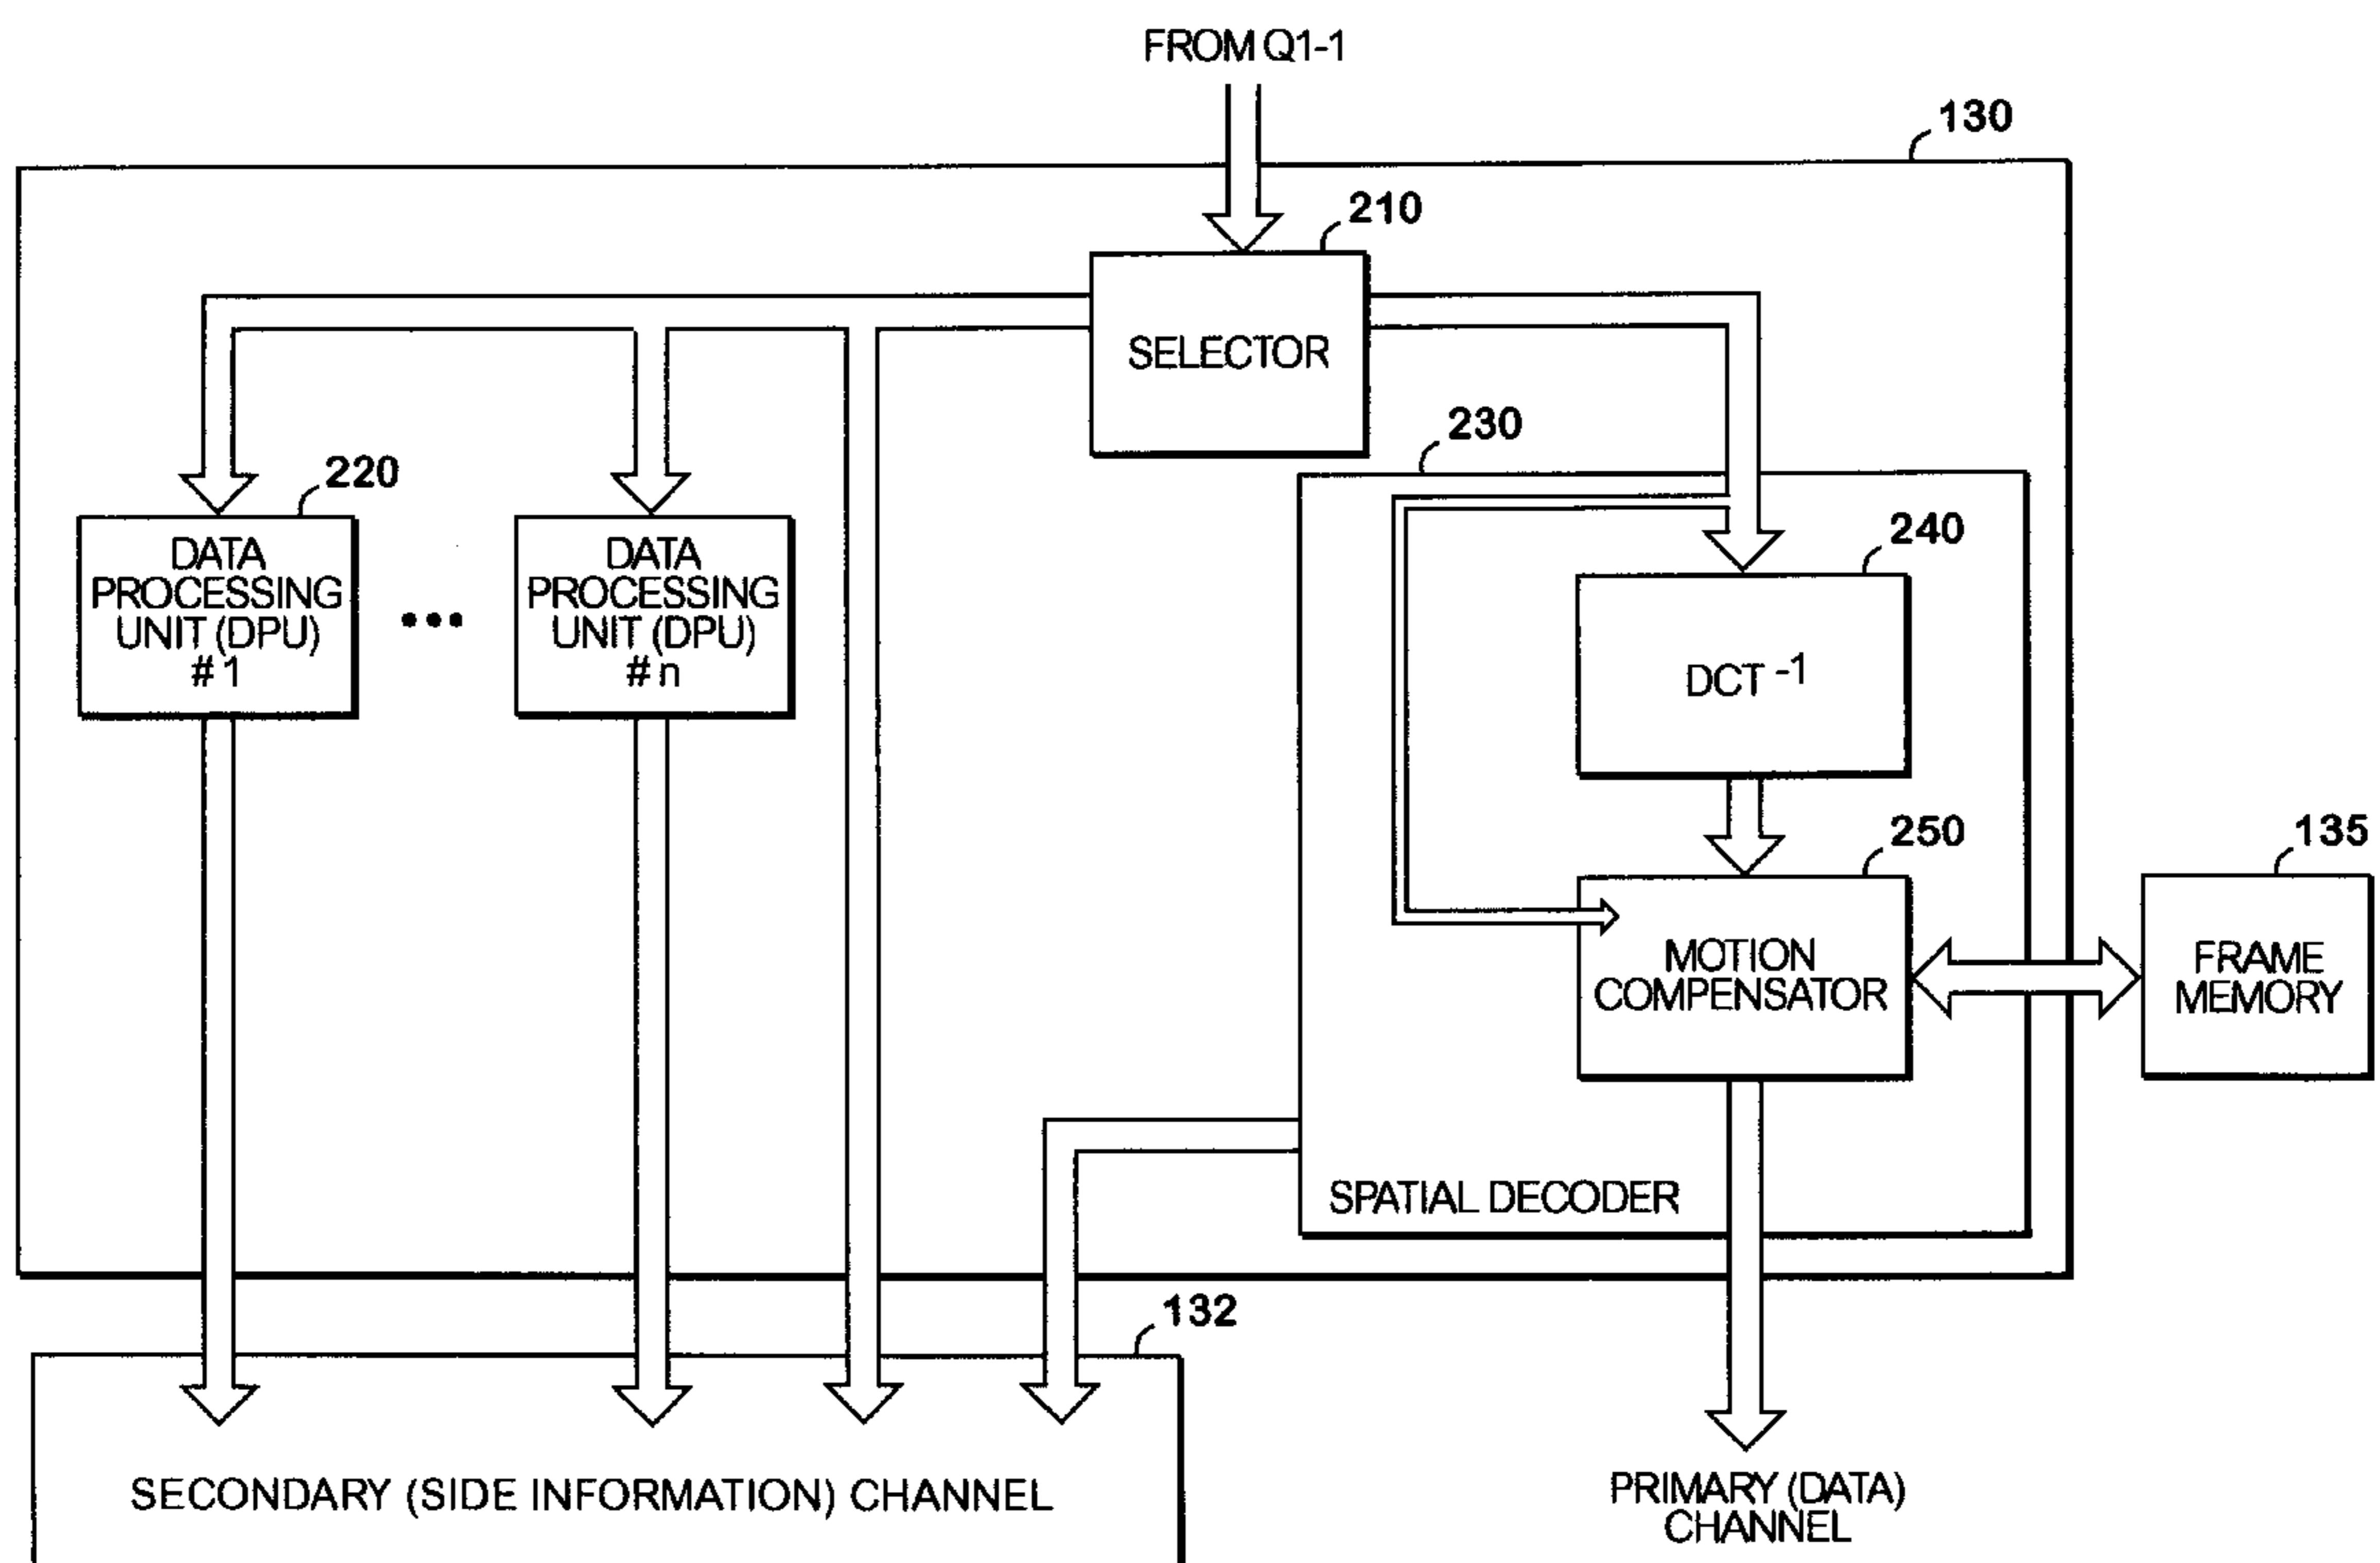 FROM Q1-1
130
210
SELECTOR
230
220
DATA
PROCESSING
UNIT (DPU)
# 1
•••
DATA
PROCESSING
UNIT (DPU)
# n
240
DCT -1
250
MOTION
COMPENSATOR
135
FRAME
MEMORY
SPATIAL DECODER
132
SECONDARY (SIDE INFORMATION) CHANNEL
PRIMARY (DATA)
CHANNEL